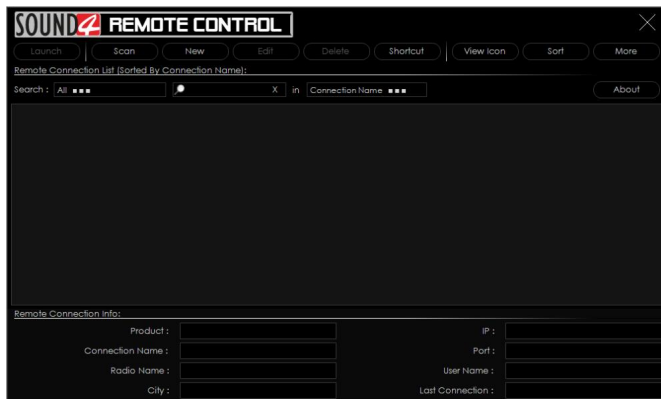 SOUND4 REMOTE CONTROL
Launch Scan New Edit Delete Shortcut View Icon Sort More
Remote Connection List (Sorted By Connection Name):
Search : All ▪▪▪ X in Connection Name ▪▪▪ About
Remote Connection Info:
Product : IP :
Connection Name : Port :
Radio Name : User Name :
City : Last Connection :